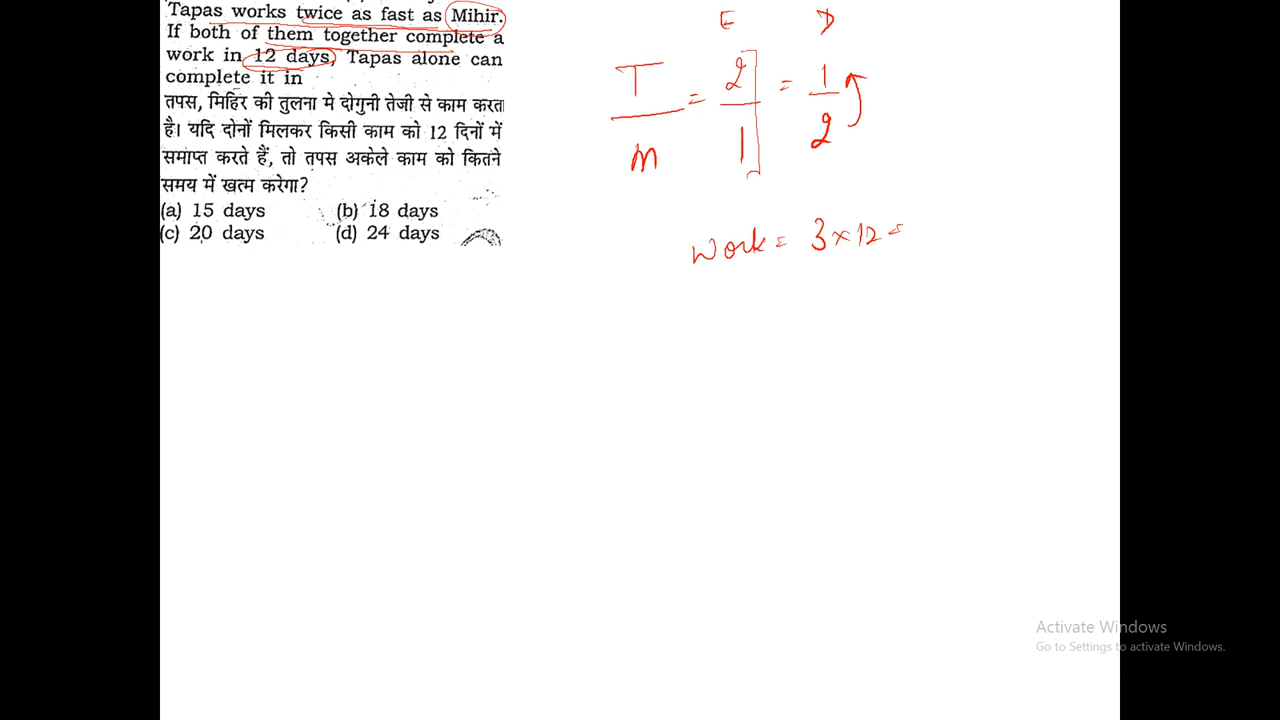 Tapas works twice as fast as Mihir.
If both of them together complete a
work in 12 days, Tapas alone can
complete it in
तपस, मिहिर की तुलना मे दोगुनी तेजी से काम करता
है। यदि दोनों मिलकर किसी काम को 12 दिनों में
समाप्त करते हैं, तो तपस अकेले काम को कितने
समय में खत्म करेगा?
(a) 15 days (b) 18 days
(c) 20 days (d) 24 days
E D
T/m = 2/1 = 1/2
work = 3 × 12 =
Activate Windows
Go to Settings to activate Windows.